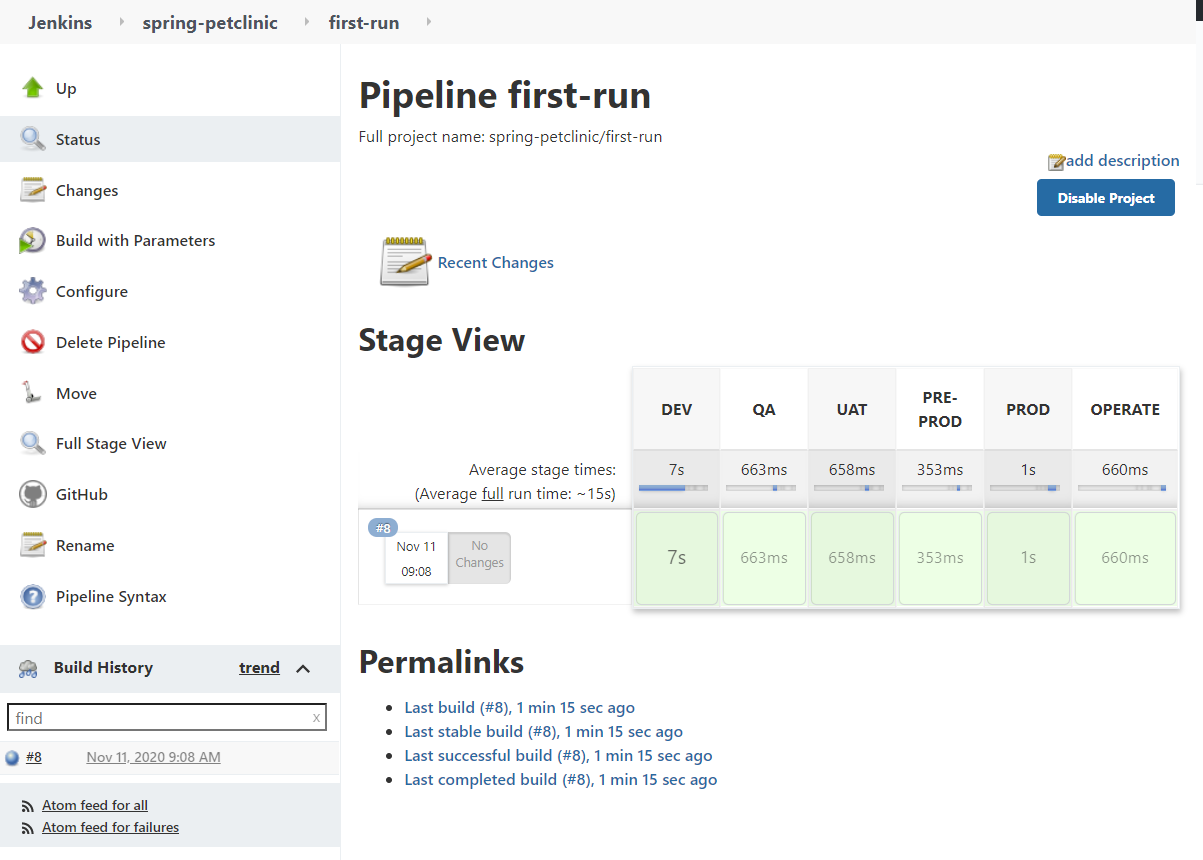 Jenkins spring-petclinic first-run
Up
Status
Changes
Build with Parameters
Configure
Delete Pipeline
Move
Full Stage View
GitHub
Rename
Pipeline Syntax
Build History trend
find x
#8 Nov 11, 2020 9:08 AM
Atom feed for all
Atom feed for failures
Pipeline first-run
Full project name: spring-petclinic/first-run
add description
Disable Project
Recent Changes
Stage View
DEV QA UAT PRE-PROD PROD OPERATE
Average stage times: 7s 663ms 658ms 353ms 1s 660ms
(Average full run time: ~15s)
#8
Nov 11
09:08
No
Changes
7s 663ms 658ms 353ms 1s 660ms
Permalinks
Last build (#8), 1 min 15 sec ago
Last stable build (#8), 1 min 15 sec ago
Last successful build (#8), 1 min 15 sec ago
Last completed build (#8), 1 min 15 sec ago